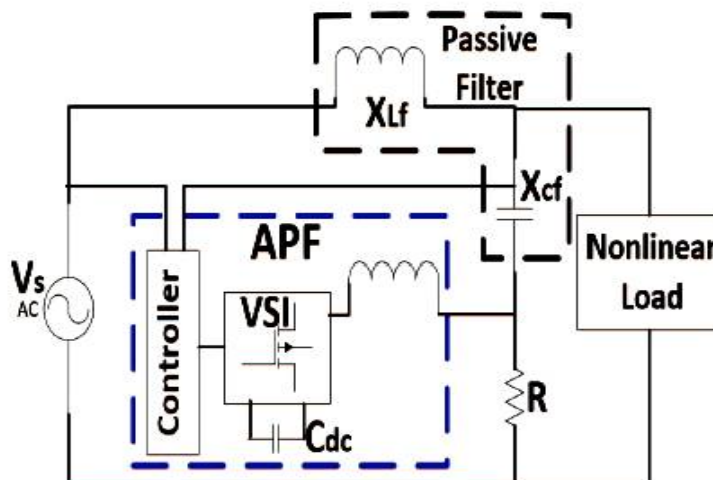 Passive
Filter
XLf
Xcf
APF
Vs
AC
VSI
Controller
Cdc
R
Nonlinear
Load